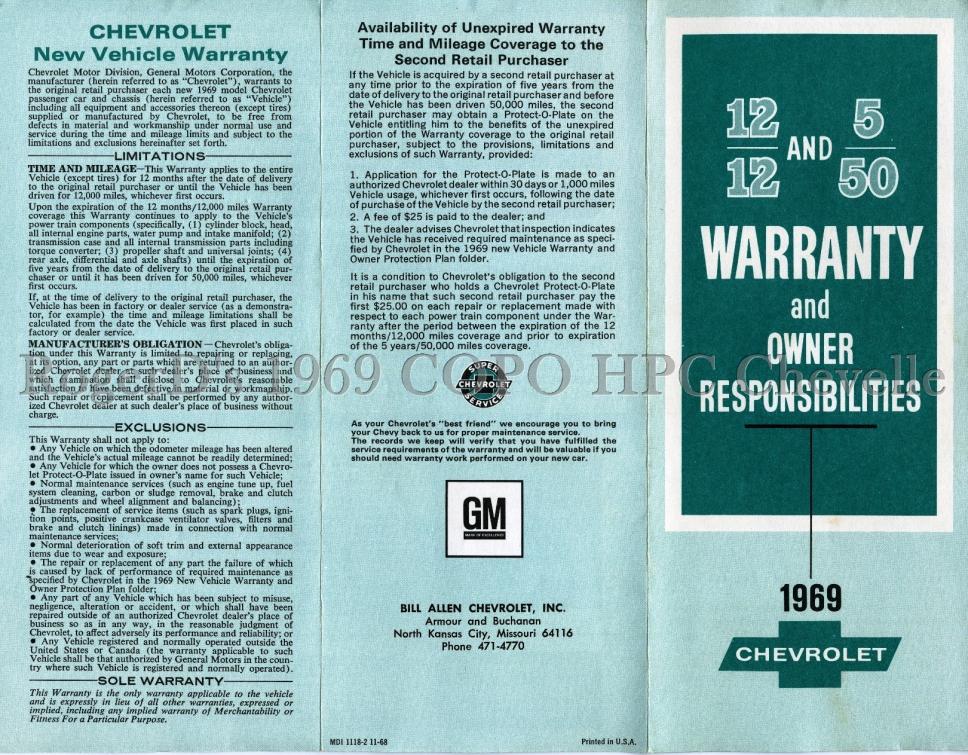 CHEVROLET
New Vehicle Warranty
Chevrolet Motor Division, General Motors Corporation, the
manufacturer (herein referred to as “Chevrolet”), warrants to
the original retail purchaser each new 1969 model Chevrolet
passenger car and chassis (herein referred to as “Vehicle”)
including all equipment and accessories thereon (except tires)
supplied or manufactured by Chevrolet, to be free from
defects in material and workmanship under normal use and
service during the time and mileage limits and subject to the
limitations and exclusions hereinafter set forth.
LIMITATIONS
TIME AND MILEAGE—This Warranty applies to the entire
Vehicle (except tires) for 12 months after the date of delivery
to the original retail purchaser or until the Vehicle has been
driven for 12,000 miles, whichever first occurs.
Upon the expiration of the 12 months/12,000 miles Warranty
coverage this Warranty continues to apply to the Vehicle's
power train components (specifically, (1) cylinder block, head,
all internal engine parts, water pump and intake manifold; (2)
transmission case and all internal transmission parts including
torque converter; (3) propeller shaft and universal joints; (4)
rear axle, differential and axle shafts) until the expiration of
five years from the date of delivery to the original retail pur-
chaser or until it has been driven for 50,000 miles, whichever
first occurs.
If, at the time of delivery to the original retail purchaser, the
Vehicle has been in factory or dealer service (as a demonstra-
tor, for example) the time and mileage limitations shall be
calculated from the date the Vehicle was first placed in such
factory or dealer service.
MANUFACTURER'S OBLIGATION — Chevrolet's obliga-
tion under this Warranty is limited to repairing or replacing,
at its option, any part or parts which are returned to an author-
ized Chevrolet dealer at such dealer's place of business and
which examination shall disclose to Chevrolet's reasonable
satisfaction to have been defective in material or workmanship.
Such repair or replacement shall be performed by any author-
ized Chevrolet dealer at such dealer's place of business without
charge.
EXCLUSIONS
This Warranty shall not apply to:
● Any Vehicle on which the odometer mileage has been altered
and the Vehicle's actual mileage cannot be readily determined;
● Any Vehicle for which the owner does not possess a Chevro-
let Protect-O-Plate issued in owner's name for such Vehicle;
● Normal maintenance services (such as engine tune up, fuel
system cleaning, carbon or sludge removal, brake and clutch
adjustments and wheel alignment and balancing);
● The replacement of service items (such as spark plugs, igni-
tion points, positive crankcase ventilator valves, filters and
brake and clutch linings) made in connection with normal
maintenance services;
● Normal deterioration of soft trim and external appearance
items due to wear and exposure;
● The repair or replacement of any part the failure of which
is caused by lack of performance of required maintenance as
specified by Chevrolet in the 1969 New Vehicle Warranty and
Owner Protection Plan folder;
● Any part of any Vehicle which has been subject to misuse,
negligence, alteration or accident, or which shall have been
repaired outside of an authorized Chevrolet dealer's place of
business so as in any way, in the reasonable judgment of
Chevrolet, to affect adversely its performance and reliability; or
● Any Vehicle registered and normally operated outside the
United States or Canada (the warranty applicable to such
Vehicle shall be that authorized by General Motors in the coun-
try where such Vehicle is registered and normally operated).
SOLE WARRANTY
This Warranty is the only warranty applicable to the vehicle
and is expressly in lieu of all other warranties, expressed or
implied, including any implied warranty of Merchantability or
Fitness For a Particular Purpose.
Availability of Unexpired Warranty
Time and Mileage Coverage to the
Second Retail Purchaser
If the Vehicle is acquired by a second retail purchaser at
any time prior to the expiration of five years from the
date of delivery to the original retail purchaser and before
the Vehicle has been driven 50,000 miles, the second
retail purchaser may obtain a Protect-O-Plate on the
Vehicle entitling him to the benefits of the unexpired
portion of the Warranty coverage to the original retail
purchaser, subject to the provisions, limitations and
exclusions of such Warranty, provided:
1. Application for the Protect-O-Plate is made to an
authorized Chevrolet dealer within 30 days or 1,000 miles
Vehicle usage, whichever first occurs, following the
date of purchase of the Vehicle by the second retail purchaser;
2. A fee of $25 is paid to the dealer; and
3. The dealer advises Chevrolet that inspection indicates
the Vehicle has received required maintenance as speci-
fied by Chevrolet in the 1969 new Vehicle Warranty and
Owner Protection Plan folder.
It is a condition to Chevrolet's obligation to the second
retail purchaser who holds a Chevrolet Protect-O-Plate
in his name that such second retail purchaser pay the
first $25.00 on each repair or replacement made with
respect to each power train component under the War-
ranty after the period between the expiration of the 12
months/12,000 miles coverage and prior to expiration
of the 5 years/50,000 miles coverage.
SUPER
CHEVROLET
SERVICE
As your Chevrolet's "best friend" we encourage you to bring
your Chevy back to us for proper maintenance service.
The records we keep will verify that you have fulfilled the
service requirements of the warranty and will be valuable if you
should need warranty work performed on your new car.
GM
MARK OF EXCELLENCE
BILL ALLEN CHEVROLET, INC.
Armour and Buchanan
North Kansas City, Missouri 64116
Phone 471-4770
MDI 1118-2 11-68
Printed in U.S.A.
12/12 AND 5/50
WARRANTY
and
OWNER
RESPONSIBILITIES
1969
CHEVROLET
RogerD's 1969 COPO HPC Chevelle